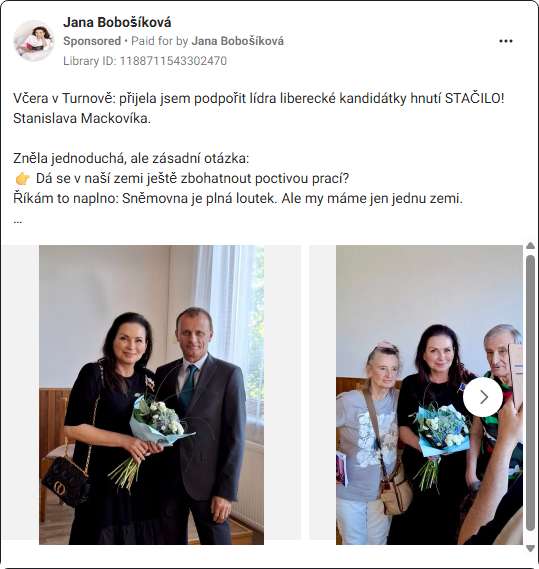 Jana Bobošíková
Sponsored • Paid for by Jana Bobošíková
Library ID: 1188711543302470
Včera v Turnově: přijela jsem podpořit lídra liberecké kandidátky hnutí STAČILO!
Stanislava Mackovíka.
Zněla jednoduchá, ale zásadní otázka:
👉 Dá se v naší zemi ještě zbohatnout poctivou prací?
Říkám to naplno: Sněmovna je plná loutek. Ale my máme jen jednu zemi.
...